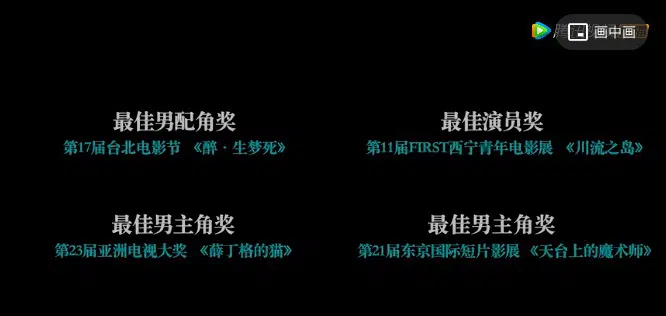 画中画
最佳男配角奖
第17届台北电影节 《醉·生梦死》
最佳演员奖
第11届FIRST西宁青年电影展 《川流之岛》
最佳男主角奖
第23届亚洲电视大奖 《薛丁格的猫》
最佳男主角奖
第21届东京国际短片影展 《天台上的魔术师》